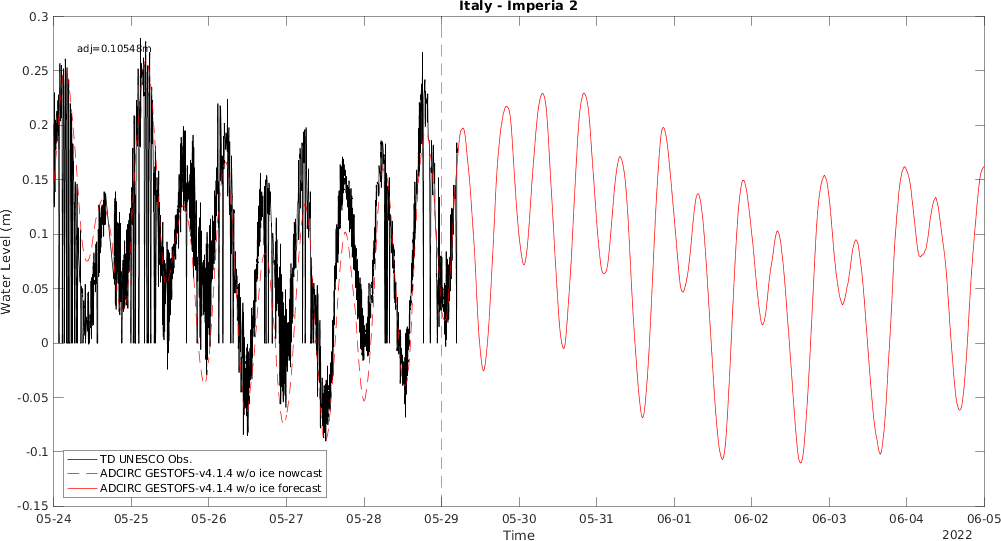 Italy - Imperia 2
adj=0.10548m
0.3
0.25
0.2
0.15
0.1
0.05
0
-0.05
-0.1
-0.15
Water Level (m)
TD UNESCO Obs.
ADCIRC GESTOFS-v4.1.4 w/o ice nowcast
ADCIRC GESTOFS-v4.1.4 w/o ice forecast
05-24 05-25 05-26 05-27 05-28 05-29 05-30 05-31 06-01 06-02 06-03 06-04 06-05
Time
2022